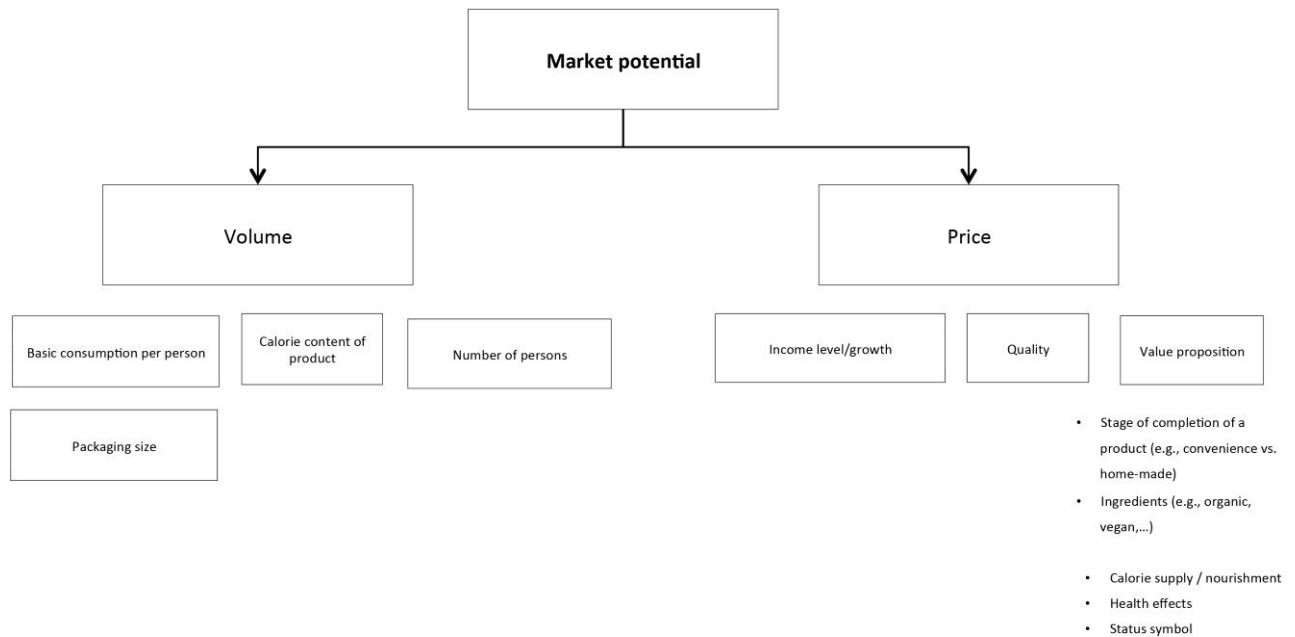 Market potential
Volume
Price
Basic consumption per person
Calorie content of
product
Number of persons
Income level/growth
Quality
Value proposition
Packaging size
• Stage of completion of a
product (e.g., convenience vs.
home-made)
• Ingredients (e.g., organic,
vegan,...)
• Calorie supply / nourishment
• Health effects
• Status symbol